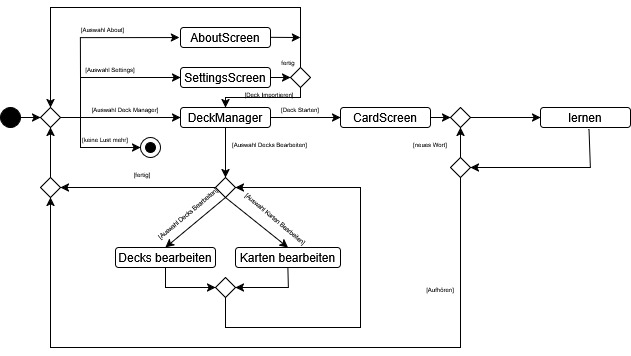 [Auswahl About]
AboutScreen
[Auswahl Settings]
SettingsScreen
fertig
[Deck Importieren]
[Auswahl Deck Manager]
DeckManager
[Deck Starten]
CardScreen
lernen
[keine Lust mehr]
[Auswahl Decks Bearbeiten]
[neues Wort]
[fertig]
[Auswahl Decks Bearbeiten]
[Auswahl Karten Bearbeiten]
Decks bearbeiten
Karten bearbeiten
[Aufhören]